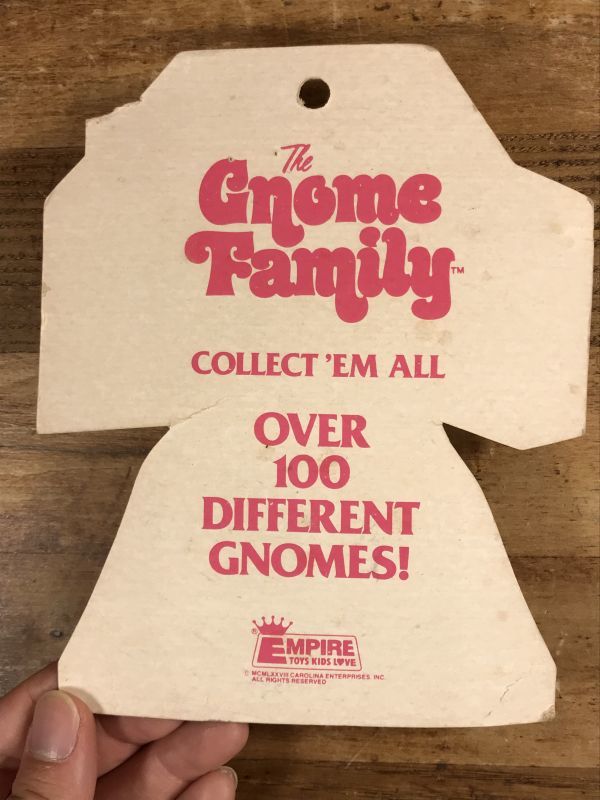 The
Gnome
Family™
COLLECT 'EM ALL
OVER
100
DIFFERENT
GNOMES!
® EMPIRE
TOYS KIDS L♥VE
© MCMLXXVIII CAROLINA ENTERPRISES. INC.
ALL RIGHTS RESERVED